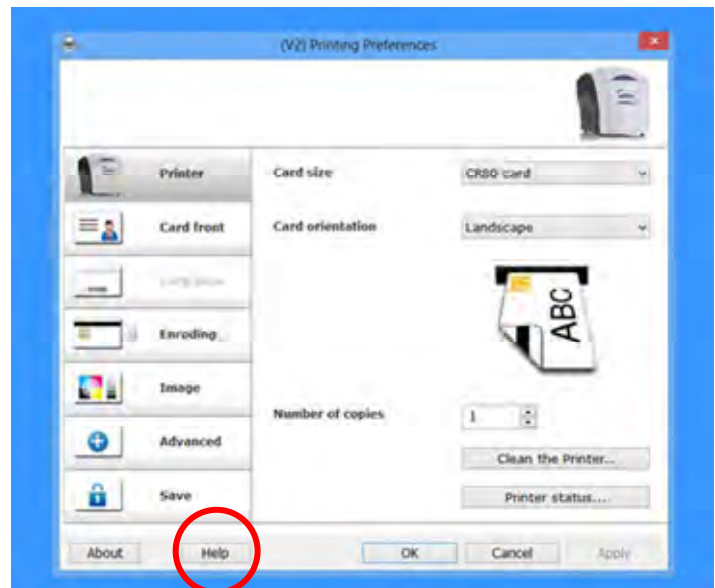 (V2) Printing Preferences
Printer
Card size
CR80 card
Card front
Card orientation
Landscape
ABC
Encoding
Image
Number of copies
1
Advanced
Clean the Printer...
Save
Printer status....
About
Help
OK
Cancel
Apply